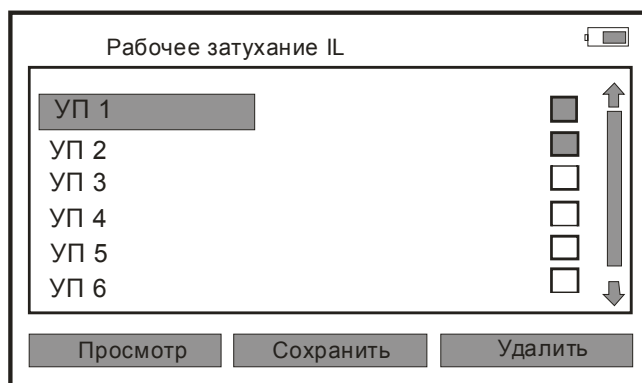 Рабочее затухание IL
УП 1
УП 2
УП 3
УП 4
УП 5
УП 6
Просмотр Сохранить Удалить